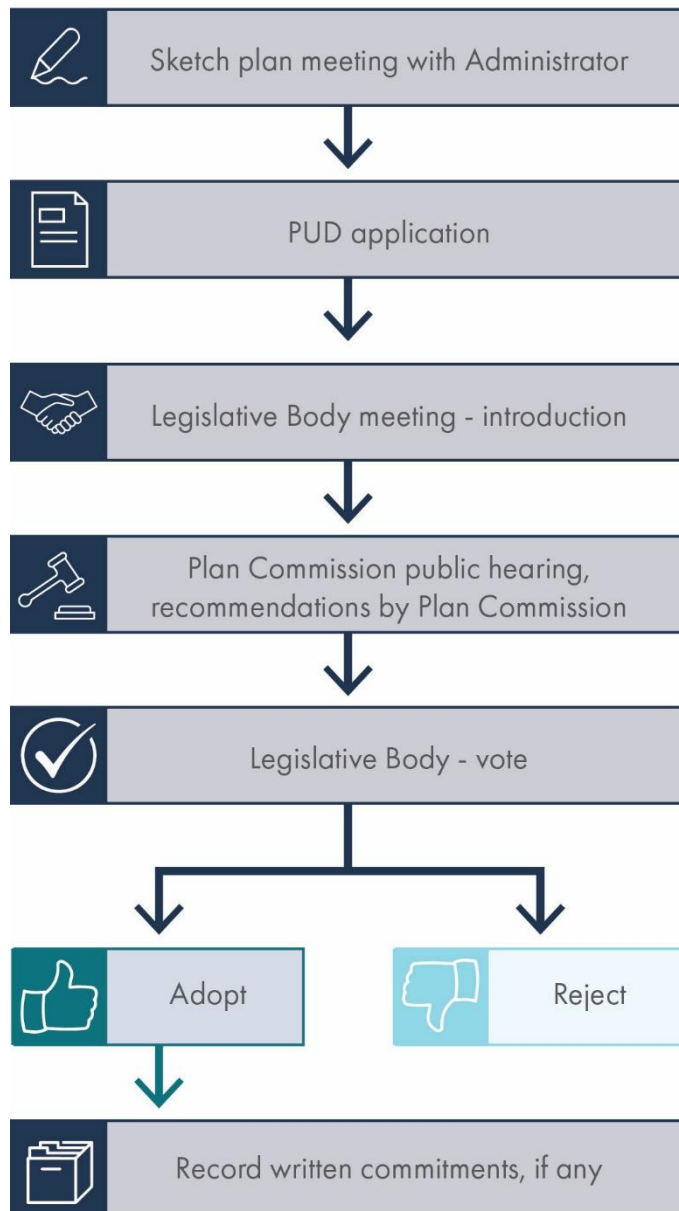 Sketch plan meeting with Administrator
PUD application
Legislative Body meeting - introduction
Plan Commission public hearing,
recommendations by Plan Commission
Legislative Body - vote
Adopt
Reject
Record written commitments, if any